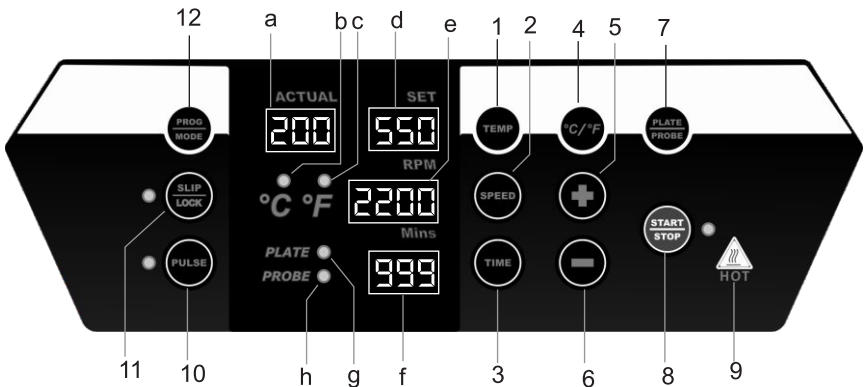 12 a b c d e 1 2 4 5 7
ACTUAL SET
PROG
MODE
200 550
TEMP °C/°F PLATE
PROBE
RPM
SLIP
LOCK
°C °F 2200
SPEED +
START
STOP
Mins
PULSE PLATE
PROBE 999
TIME −
HOT
11 10 h g f 3 6 8 9